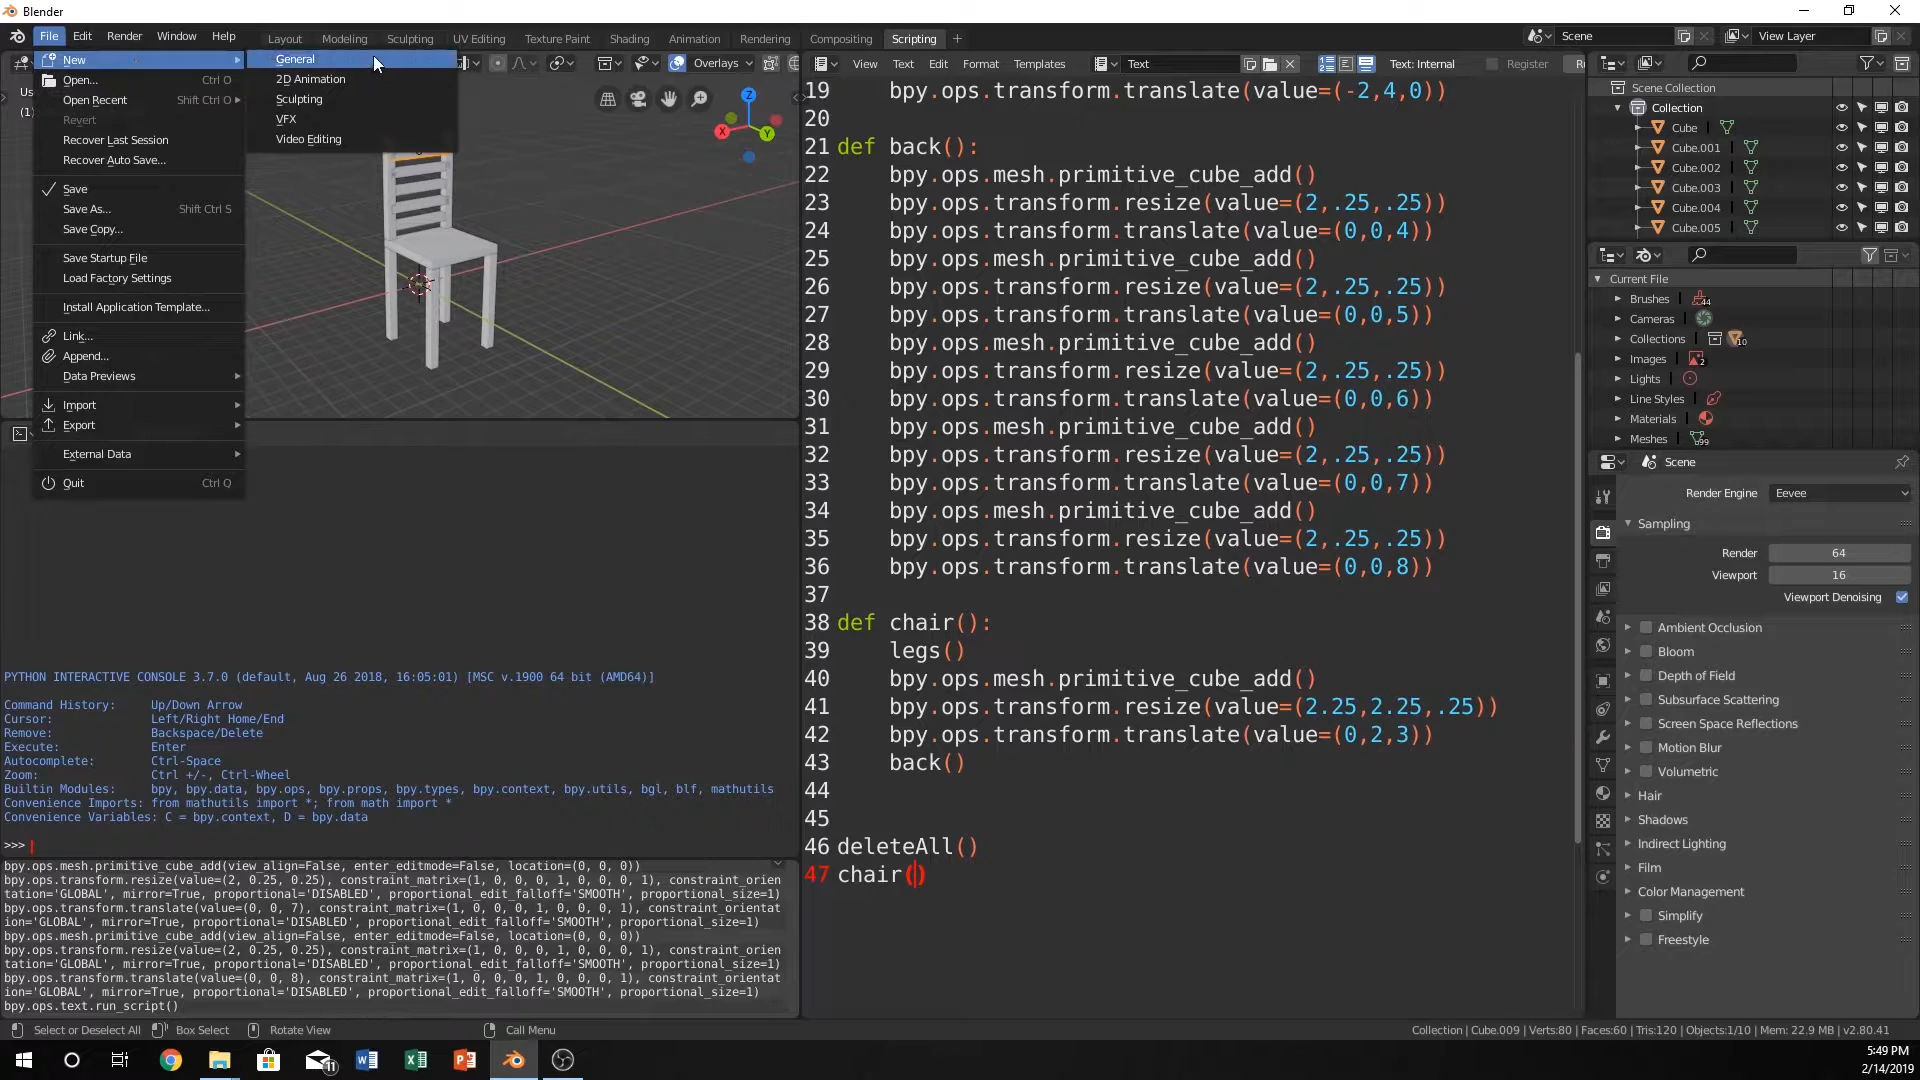 Blender
File Edit Render Window Help
Layout Modeling Sculpting UV Editing Texture Paint Shading Animation Rendering Compositing Scripting +
Scene
View Layer
New
Open... Ctrl O
Open Recent Shift Ctrl O
Revert
Recover Last Session
Recover Auto Save...
Save
Save As... Shift Ctrl S
Save Copy...
Save Startup File
Load Factory Settings
Install Application Template...
Link...
Append...
Data Previews
Import
Export
External Data
Quit Ctrl Q
General
2D Animation
Sculpting
VFX
Video Editing
Overlays
Us
(1)
Z
X
Y
View Text Edit Format Templates
Text
Text: Internal
Register
19 bpy.ops.transform.translate(value=(-2,4,0))
20
21 def back():
22 bpy.ops.mesh.primitive_cube_add()
23 bpy.ops.transform.resize(value=(2,.25,.25))
24 bpy.ops.transform.translate(value=(0,0,4))
25 bpy.ops.mesh.primitive_cube_add()
26 bpy.ops.transform.resize(value=(2,.25,.25))
27 bpy.ops.transform.translate(value=(0,0,5))
28 bpy.ops.mesh.primitive_cube_add()
29 bpy.ops.transform.resize(value=(2,.25,.25))
30 bpy.ops.transform.translate(value=(0,0,6))
31 bpy.ops.mesh.primitive_cube_add()
32 bpy.ops.transform.resize(value=(2,.25,.25))
33 bpy.ops.transform.translate(value=(0,0,7))
34 bpy.ops.mesh.primitive_cube_add()
35 bpy.ops.transform.resize(value=(2,.25,.25))
36 bpy.ops.transform.translate(value=(0,0,8))
37
38 def chair():
39 legs()
40 bpy.ops.mesh.primitive_cube_add()
41 bpy.ops.transform.resize(value=(2.25,2.25,.25))
42 bpy.ops.transform.translate(value=(0,2,3))
43 back()
44
45
46 deleteAll()
47 chair()
PYTHON INTERACTIVE CONSOLE 3.7.0 (default, Aug 26 2018, 16:05:01) [MSC v.1900 64 bit (AMD64)]
Command History: Up/Down Arrow
Cursor: Left/Right Home/End
Remove: Backspace/Delete
Execute: Enter
Autocomplete: Ctrl-Space
Zoom: Ctrl +/-, Ctrl-Wheel
Builtin Modules: bpy, bpy.data, bpy.ops, bpy.props, bpy.types, bpy.context, bpy.utils, bgl, blf, mathutils
Convenience Imports: from mathutils import *; from math import *
Convenience Variables: C = bpy.context, D = bpy.data
>>>
bpy.ops.mesh.primitive_cube_add(view_align=False, enter_editmode=False, location=(0, 0, 0))
bpy.ops.transform.resize(value=(2, 0.25, 0.25), constraint_matrix=(1, 0, 0, 0, 1, 0, 0, 0, 1), constraint_orien
tation='GLOBAL', mirror=True, proportional='DISABLED', proportional_edit_falloff='SMOOTH', proportional_size=1)
bpy.ops.transform.translate(value=(0, 0, 7), constraint_matrix=(1, 0, 0, 0, 1, 0, 0, 0, 1), constraint_orientat
ion='GLOBAL', mirror=True, proportional='DISABLED', proportional_edit_falloff='SMOOTH', proportional_size=1)
bpy.ops.mesh.primitive_cube_add(view_align=False, enter_editmode=False, location=(0, 0, 0))
bpy.ops.transform.resize(value=(2, 0.25, 0.25), constraint_matrix=(1, 0, 0, 0, 1, 0, 0, 0, 1), constraint_orien
tation='GLOBAL', mirror=True, proportional='DISABLED', proportional_edit_falloff='SMOOTH', proportional_size=1)
bpy.ops.transform.translate(value=(0, 0, 8), constraint_matrix=(1, 0, 0, 0, 1, 0, 0, 0, 1), constraint_orientat
ion='GLOBAL', mirror=True, proportional='DISABLED', proportional_edit_falloff='SMOOTH', proportional_size=1)
bpy.ops.text.run_script()
Scene Collection
Collection
Cube
Cube.001
Cube.002
Cube.003
Cube.004
Cube.005
Current File
Brushes 44
Cameras
Collections 10
Images 2
Lights
Line Styles
Materials
Meshes 99
Scene
Render Engine Eevee
Sampling
Render 64
Viewport 16
Viewport Denoising
Ambient Occlusion
Bloom
Depth of Field
Subsurface Scattering
Screen Space Reflections
Motion Blur
Volumetric
Hair
Shadows
Indirect Lighting
Film
Color Management
Simplify
Freestyle
Select or Deselect All Box Select Rotate View Call Menu
Collection | Cube.009 | Verts:80 | Faces:60 | Tris:120 | Objects:1/10 | Mem: 22.9 MB | v2.80.41
11
5:49 PM
2/14/2019